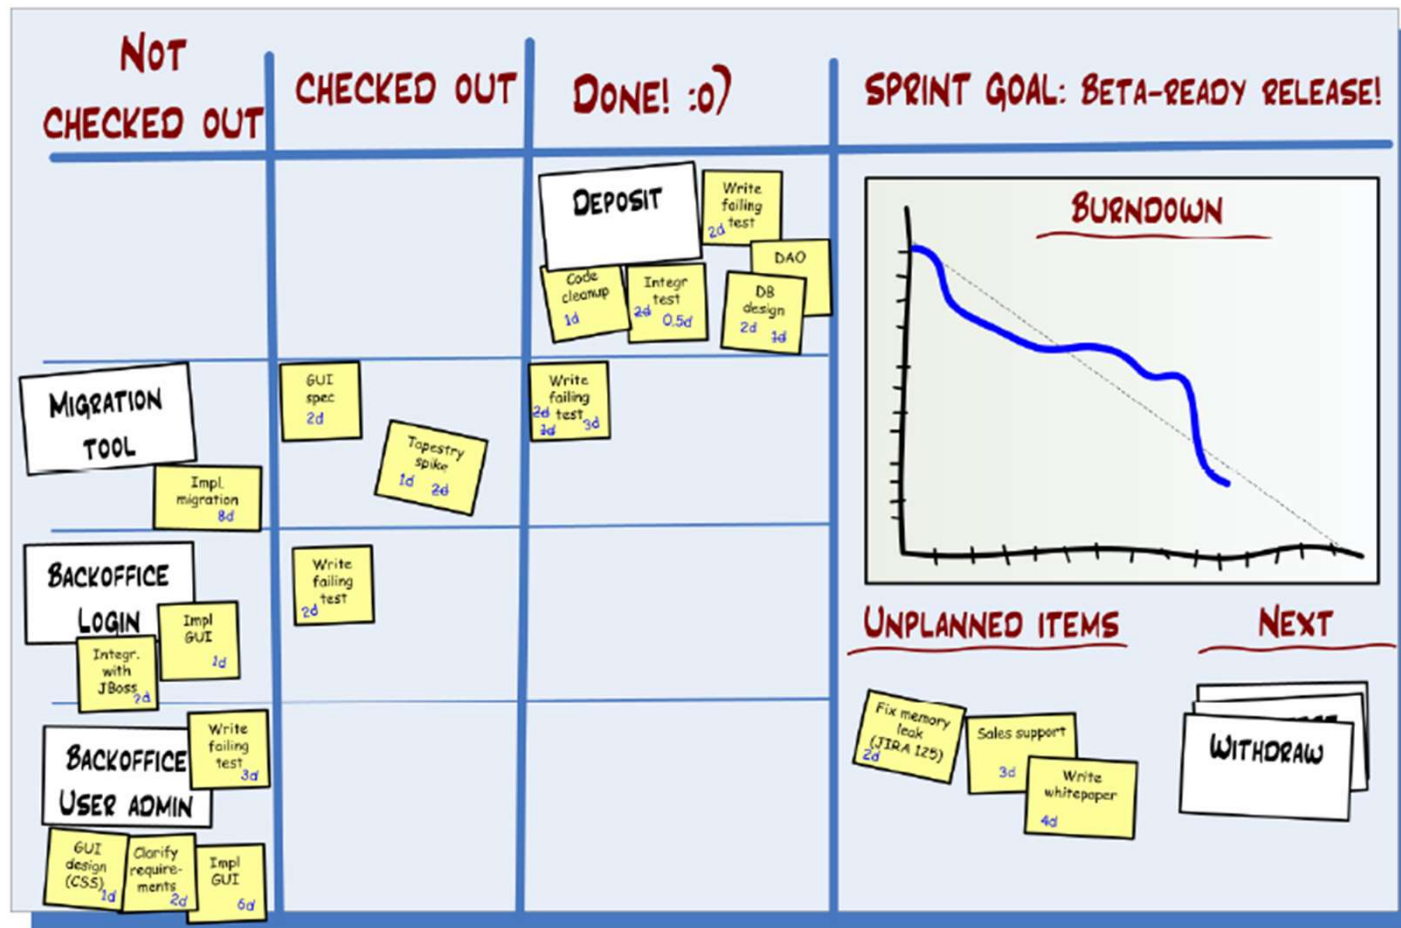 Not
checked out
checked out
Done! :o)
Sprint goal: Beta-ready release!
Deposit
Write
failing
test
2d
DAO
Code
cleanup
1d
Integr
test
2d
0.5d
DB
design
2d
1d
Burndown
Migration
tool
Impl.
migration
8d
GUI
spec
2d
Tapestry
spike
1d 2d
Write
failing
test
2d
1d
3d
Backoffice
Login
Impl
GUI
1d
Integr.
with
JBoss
2d
Write
failing
test
2d
Backoffice
User admin
Write
failing
test
3d
GUI
design
(CSS)
1d
Clarify
require-
ments
2d
Impl
GUI
6d
Unplanned items
Next
Fix memory
leak
(JIRA 125)
2d
Sales support
3d
Write
whitepaper
4d
Withdraw